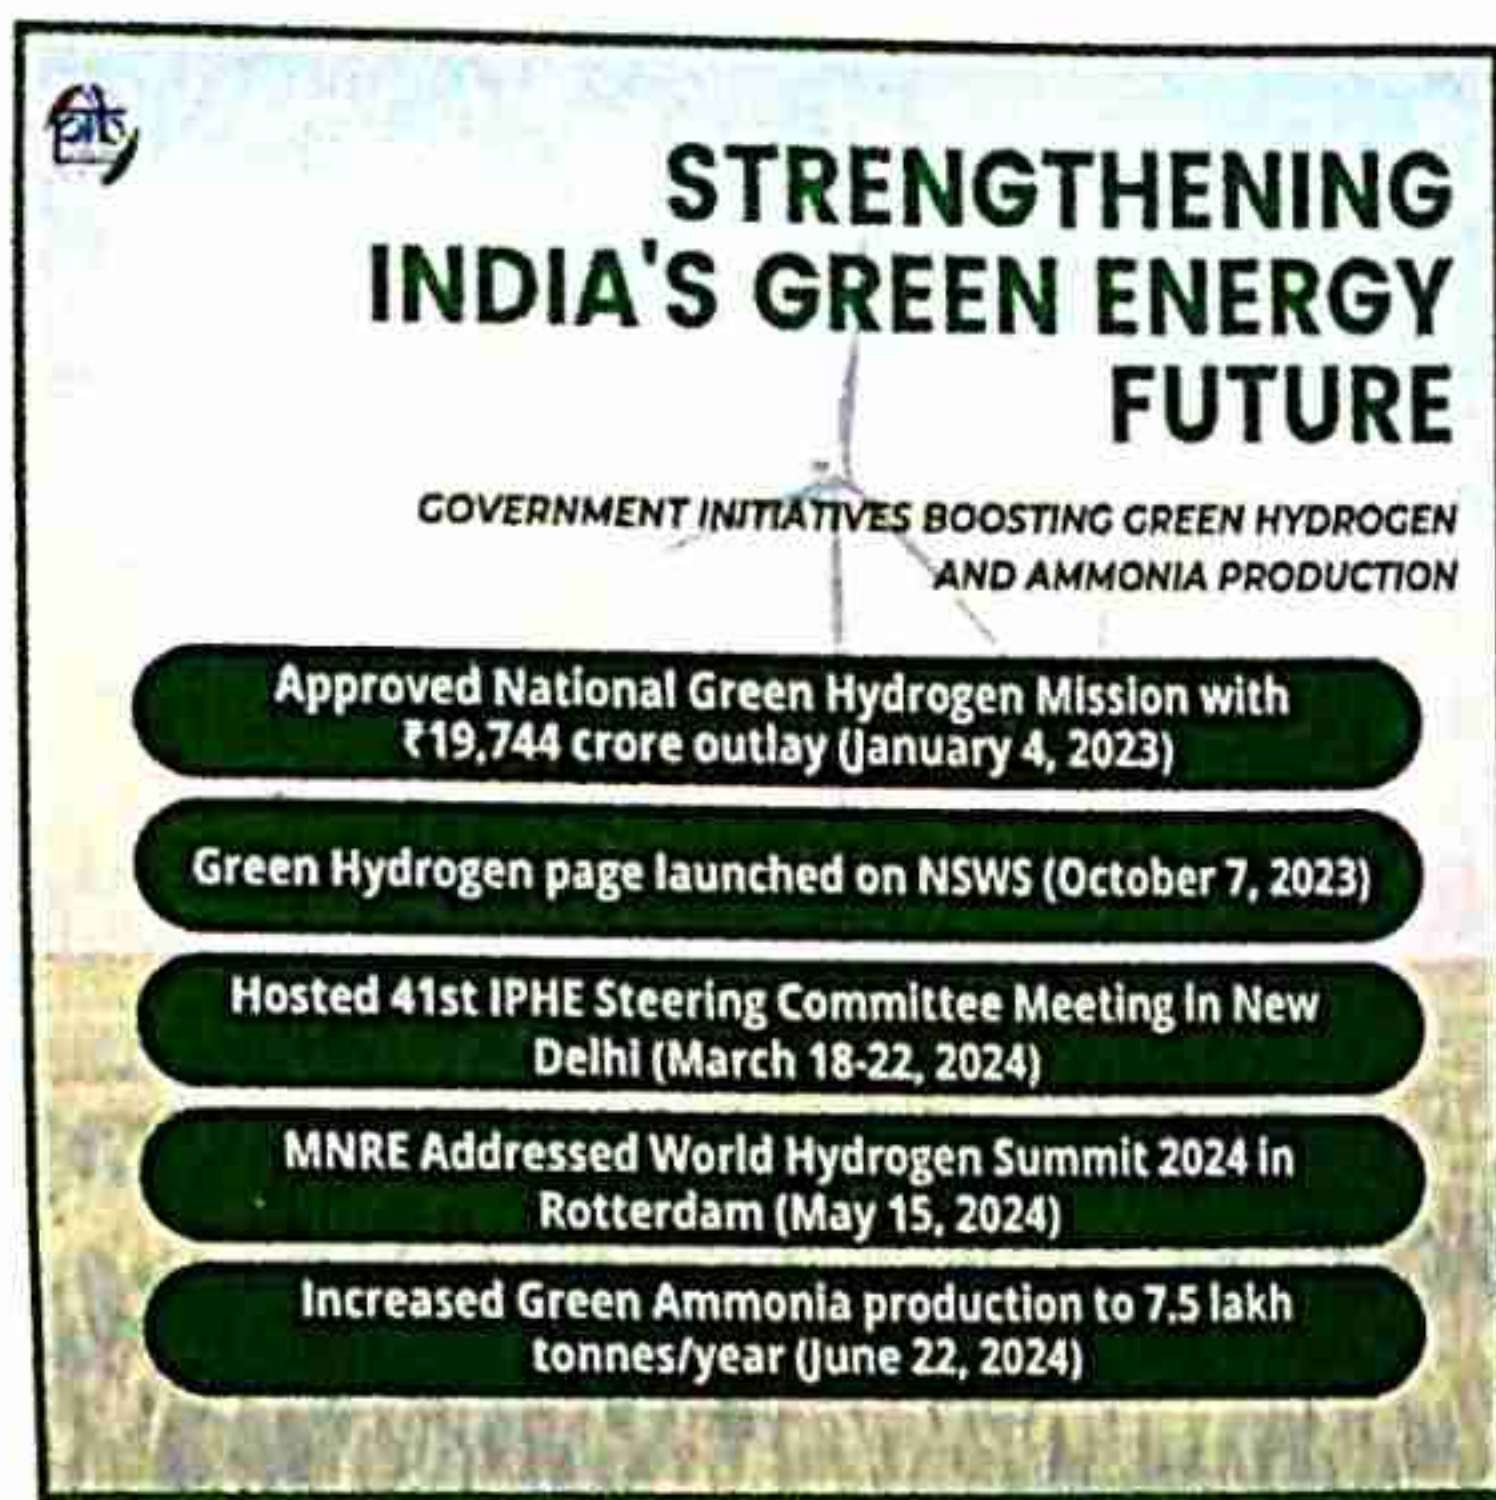 STRENGTHENING
INDIA'S GREEN ENERGY
FUTURE
GOVERNMENT INITIATIVES BOOSTING GREEN HYDROGEN
AND AMMONIA PRODUCTION
Approved National Green Hydrogen Mission with
₹19,744 crore outlay (January 4, 2023)
Green Hydrogen page launched on NSWS (October 7, 2023)
Hosted 41st IPHE Steering Committee Meeting in New
Delhi (March 18-22, 2024)
MNRE Addressed World Hydrogen Summit 2024 in
Rotterdam (May 15, 2024)
Increased Green Ammonia production to 7.5 lakh
tonnes/year (June 22, 2024)